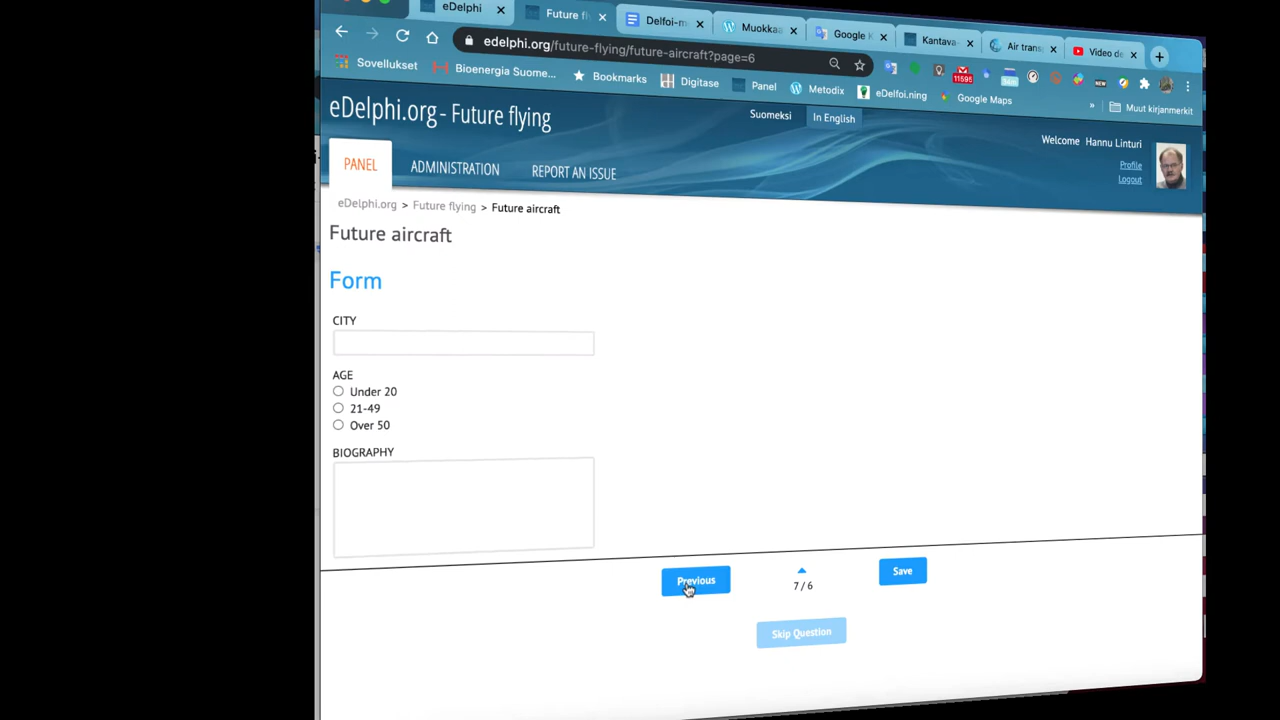 eDelphi
Future fl
Delfoi-m
Muokkaa
Google K
Kantava
Air trans
Video de
edelphi.org/future-flying/future-aircraft?page=6
11595
NEW
Sovellukset
Bioenergia Suome...
Bookmarks
Digitase
Panel
Metodix
eDelfoi.ning
Google Maps
»
Muut kirjanmerkit
eDelphi.org - Future flying
Suomeksi
In English
Welcome Hannu Linturi
Profile
Logout
PANEL
ADMINISTRATION
REPORT AN ISSUE
eDelphi.org > Future flying > Future aircraft
Future aircraft
Form
CITY
AGE
Under 20
21-49
Over 50
BIOGRAPHY
Previous
7 / 6
Save
Skip Question